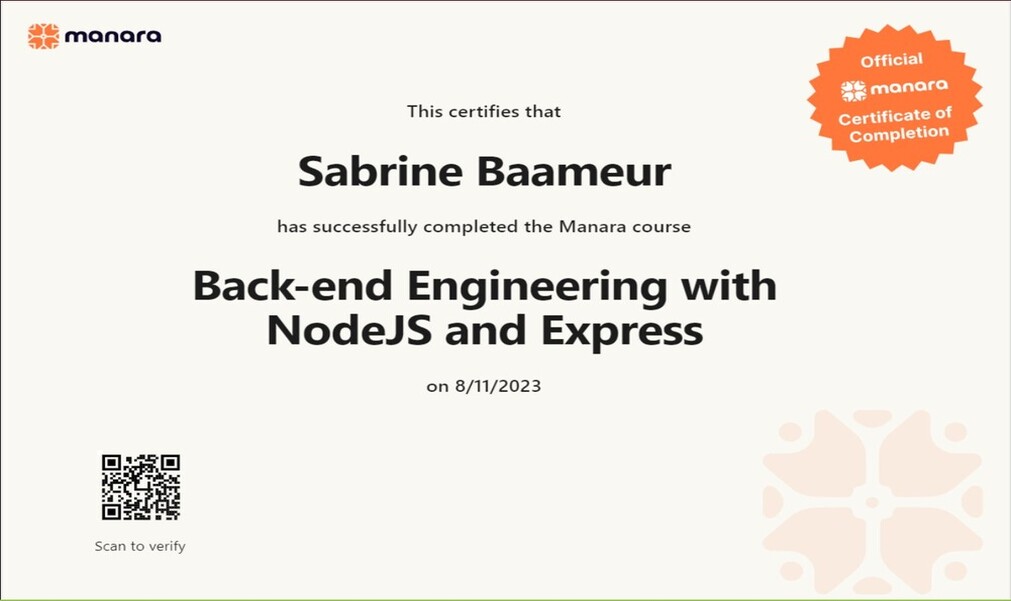 manara
Official
manara
Certificate of
Completion
This certifies that
Sabrine Baameur
has successfully completed the Manara course
Back-end Engineering with
NodeJS and Express
on 8/11/2023
Scan to verify